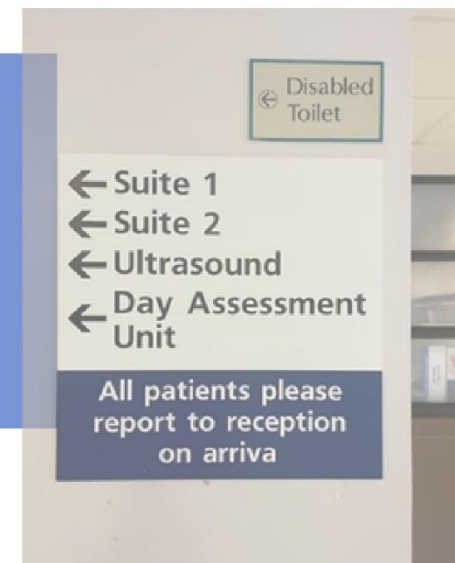 Disabled
Toilet
Suite 1
Suite 2
Ultrasound
Day Assessment
Unit
All patients please
report to reception
on arriva